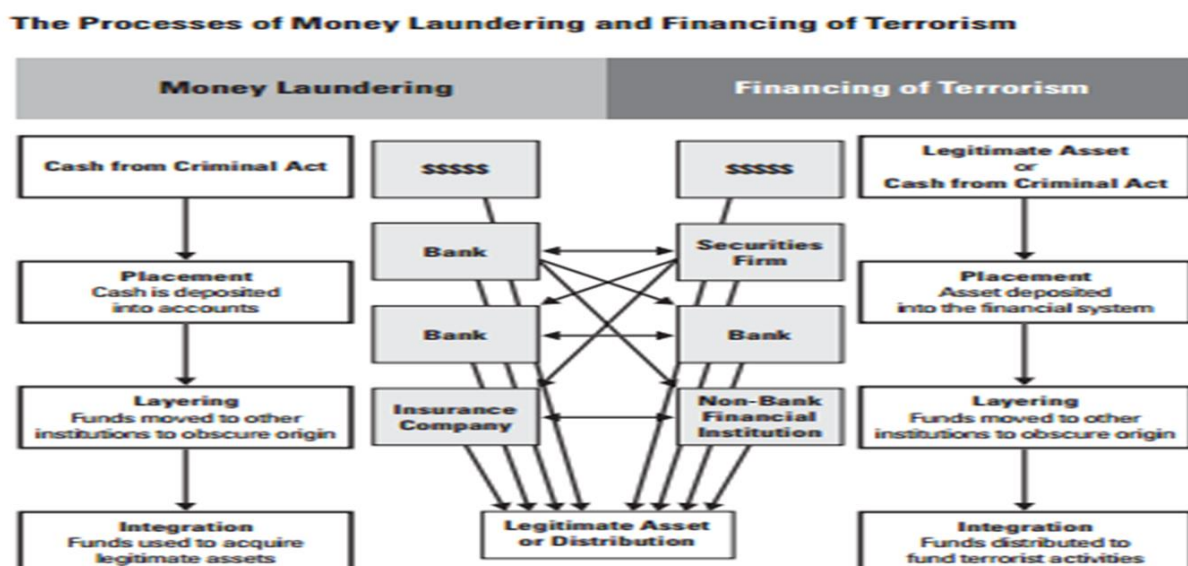 The Processes of Money Laundering and Financing of Terrorism
Money Laundering
Financing of Terrorism
Cash from Criminal Act
Placement
Cash is deposited
into accounts
Layering
Funds moved to other
institutions to obscure origin
Integration
Funds used to acquire
legitimate assets
$$$$$
Bank
Bank
Insurance
Company
$$$$$
Securities
Firm
Bank
Non-Bank
Financial
Institution
Legitimate Asset
or Distribution
Legitimate Asset
or
Cash from Criminal Act
Placement
Asset deposited
into the financial system
Layering
Funds moved to other
institutions to obscure origin
Integration
Funds distributed to
fund terrorist activities